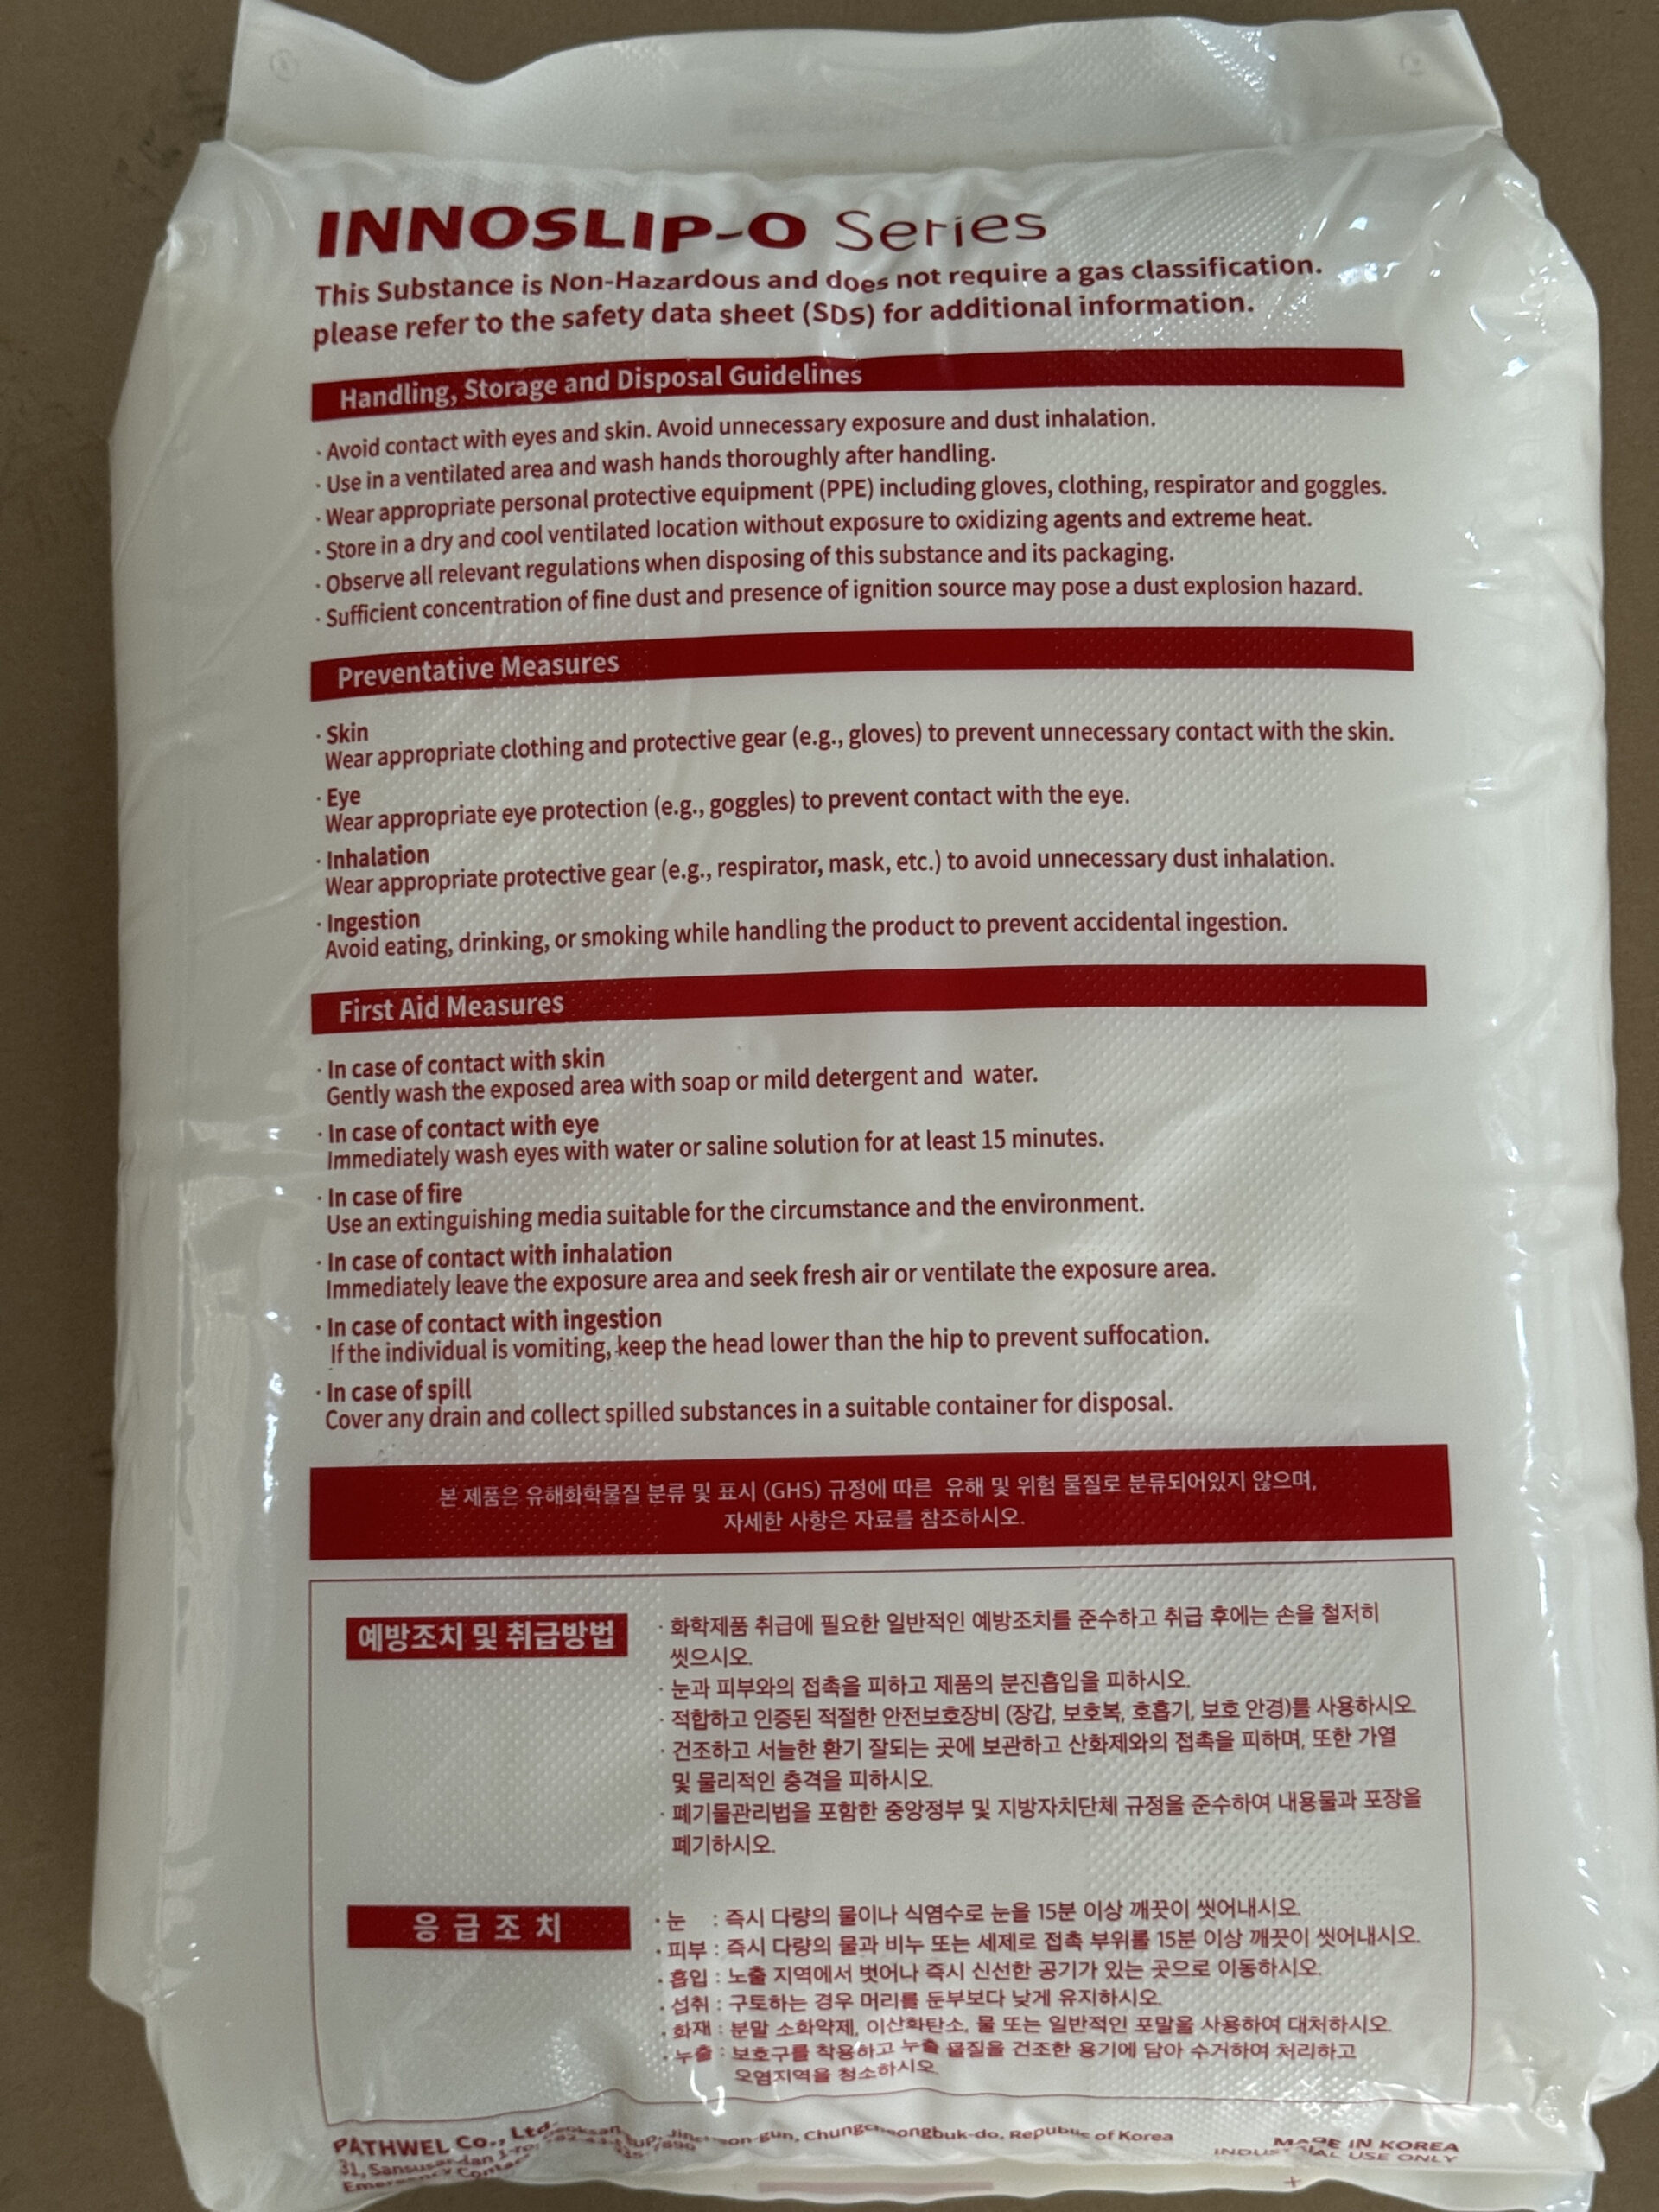 INNOSLIP-O Series
This Substance is Non-Hazardous and does not require a gas classification.
please refer to the safety data sheet (SDS) for additional information.
Handling, Storage and Disposal Guidelines
· Avoid contact with eyes and skin. Avoid unnecessary exposure and dust inhalation.
· Use in a ventilated area and wash hands thoroughly after handling.
· Wear appropriate personal protective equipment (PPE) including gloves, clothing, respirator and goggles.
· Store in a dry and cool ventilated location without exposure to oxidizing agents and extreme heat.
· Observe all relevant regulations when disposing of this substance and its packaging.
· Sufficient concentration of fine dust and presence of ignition source may pose a dust explosion hazard.
Preventative Measures
· Skin
Wear appropriate clothing and protective gear (e.g., gloves) to prevent unnecessary contact with the skin.
· Eye
Wear appropriate eye protection (e.g., goggles) to prevent contact with the eye.
· Inhalation
Wear appropriate protective gear (e.g., respirator, mask, etc.) to avoid unnecessary dust inhalation.
· Ingestion
Avoid eating, drinking, or smoking while handling the product to prevent accidental ingestion.
First Aid Measures
· In case of contact with skin
Gently wash the exposed area with soap or mild detergent and water.
· In case of contact with eye
Immediately wash eyes with water or saline solution for at least 15 minutes.
· In case of fire
Use an extinguishing media suitable for the circumstance and the environment.
· In case of contact with inhalation
Immediately leave the exposure area and seek fresh air or ventilate the exposure area.
· In case of contact with ingestion
If the individual is vomiting, keep the head lower than the hip to prevent suffocation.
· In case of spill
Cover any drain and collect spilled substances in a suitable container for disposal.
본 제품은 유해화학물질 분류 및 표시 (GHS) 규정에 따른 유해 및 위험 물질로 분류되어있지 않으며,
자세한 사항은 자료를 참조하시오.
예방조치 및 취급방법
· 화학제품 취급에 필요한 일반적인 예방조치를 준수하고 취급 후에는 손을 철저히
씻으시오.
· 눈과 피부와의 접촉을 피하고 제품의 분진흡입을 피하시오.
· 적합하고 인증된 적절한 안전보호장비 (장갑, 보호복, 호흡기, 보호 안경)를 사용하시오.
· 건조하고 서늘한 환기 잘되는 곳에 보관하고 산화제와의 접촉을 피하며, 또한 가열
및 물리적인 충격을 피하시오.
· 폐기물관리법을 포함한 중앙정부 및 지방자치단체 규정을 준수하여 내용물과 포장을
폐기하시오.
응급조치
· 눈 : 즉시 다량의 물이나 식염수로 눈을 15분 이상 깨끗이 씻어내시오.
· 피부 : 즉시 다량의 물과 비누 또는 세제로 접촉 부위를 15분 이상 깨끗이 씻어내시오.
· 흡입 : 노출 지역에서 벗어나 즉시 신선한 공기가 있는 곳으로 이동하시오.
· 섭취 : 구토하는 경우 머리를 둔부보다 낮게 유지하시오.
· 화재 : 분말 소화약제, 이산화탄소, 물 또는 일반적인 포말을 사용하여 대처하시오.
· 누출 : 보호구를 착용하고 누출 물질을 건조한 용기에 담아 수거하여 처리하고
오염지역을 청소하시오.
PATHWEL Co., Ltd
31, Chungcheongbuk-do, Republic of Korea
Emergency
MADE IN KOREA
INDUSTRIAL USE ONLY